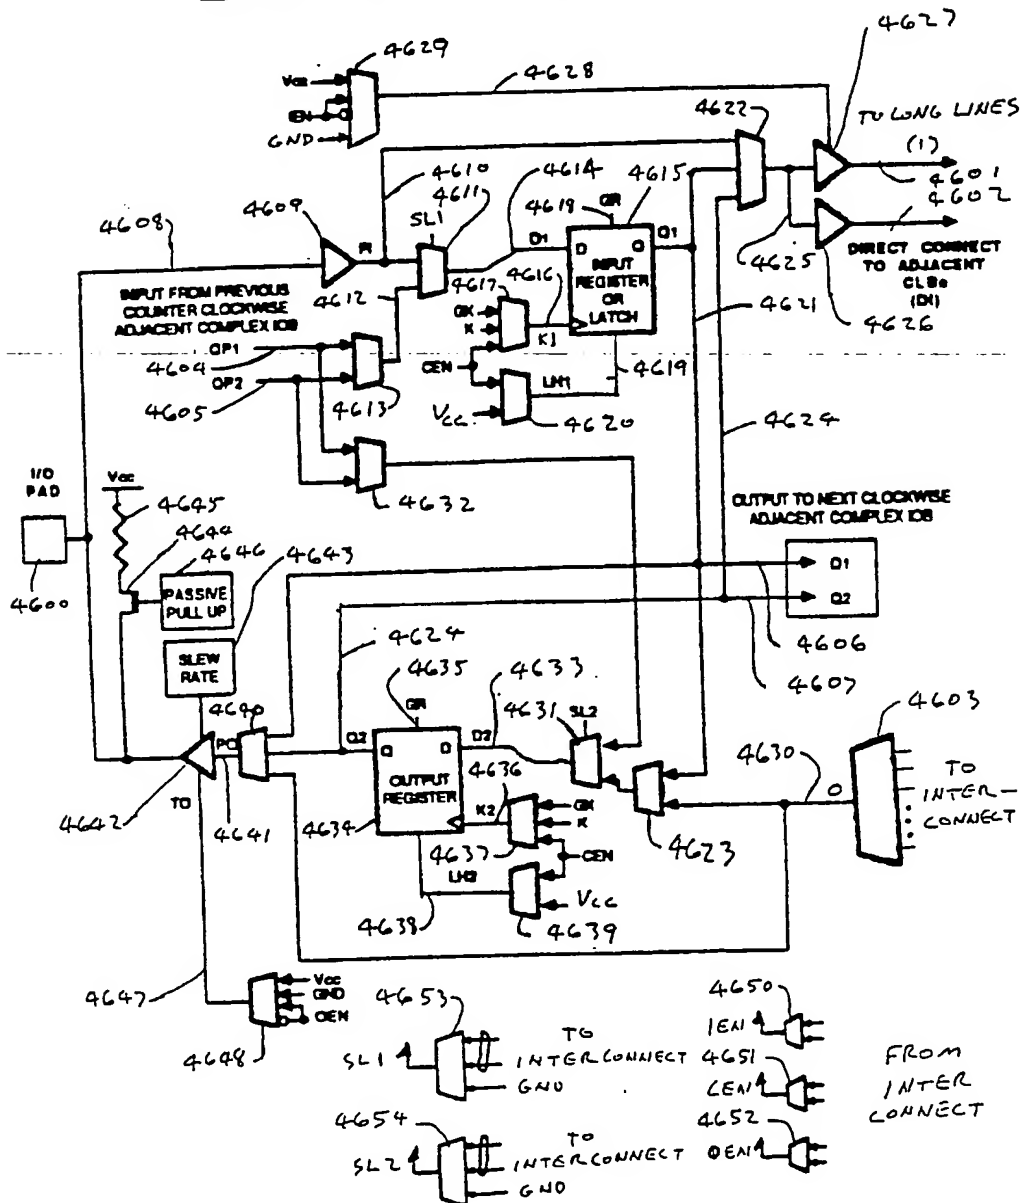 4627
4629
4628
Vcc
IEN
GND
4622
TO LONG LINES
(1)
4601
4602
4610
4614
4615
4611
4609
4618
GR
4608
SL1
PI
D1
D
Q
Q1
INPUT
REGISTER
OR
LATCH
4625
DIRECT CONNECT
TO ADJACENT
CLBs
(DI)
4626
INPUT FROM PREVIOUS
COUNTER CLOCKWISE
ADJACENT COMPLEX IOB
4612
4617
4616
GK
K
K1
4621
QP1
4604
QP2
4605
CEN
4613
LH1
4619
Vcc
4620
4624
4632
I/O
PAD
Vcc
4645
4644
4646
4643
4600
PASSIVE
PULL UP
OUTPUT TO NEXT CLOCKWISE
ADJACENT COMPLEX IOB
Q1
Q2
4606
4607
SLEW
RATE
4624
4635
GR
4633
4631
SL2
4603
4640
PO
Q2
Q
D
D2
OUTPUT
REGISTER
4636
4630
O
TO
INTER-
CONNECT
TO
4642
4641
4634
K2
GK
K
4637
CEN
4623
LH2
Vcc
4638
4639
4647
Vcc
GND
OEN
4648
4653
SL1
TO
INTERCONNECT
GND
4650
IEN
4651
CEN
4652
OEN
FROM
INTER
CONNECT
4654
SL2
TO
INTERCONNECT
GND